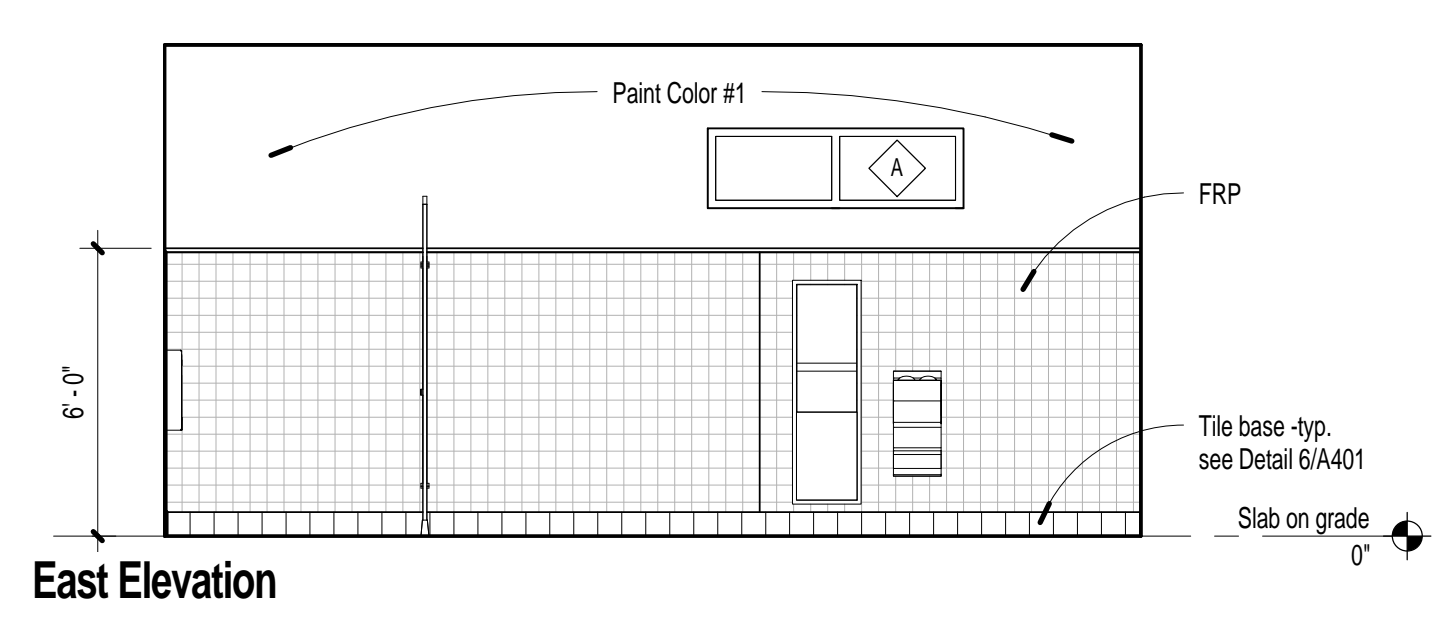 Paint Color #1
A
FRP
6' - 0"
Tile base -typ.
see Detail 6/A401
Slab on grade
0"
East Elevation